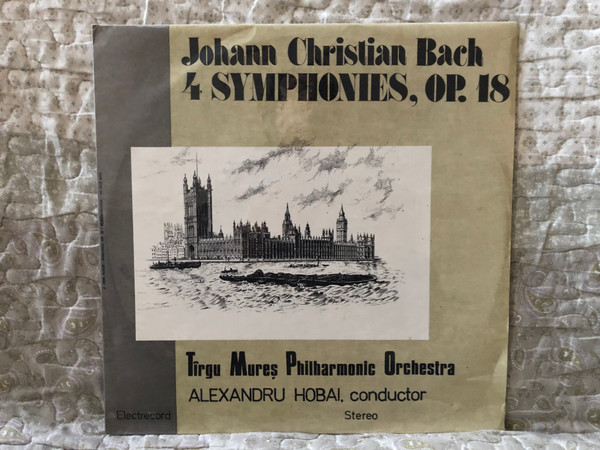 Johann Christian Bach
4 SYMPHONIES, OP. 18
Tîrgu Mureş Philharmonic Orchestra
ALEXANDRU HOBAI, conductor
Electrecord
Stereo